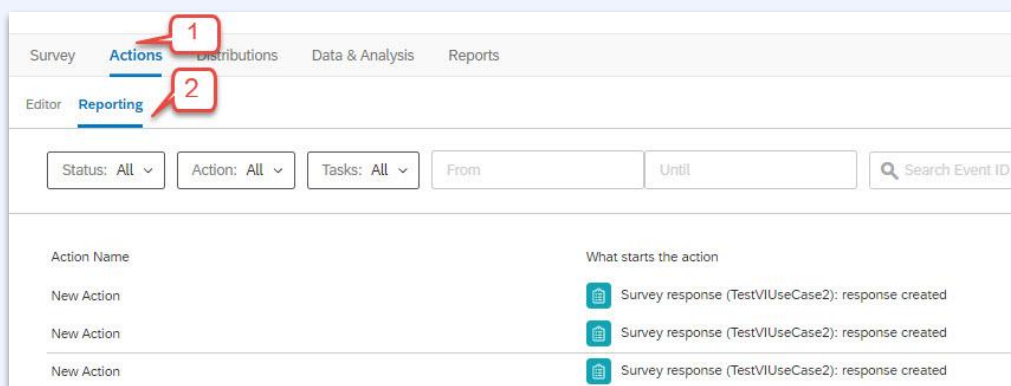 1
Survey Actions Distributions Data & Analysis Reports
2
Editor Reporting
Status: All Action: All Tasks: All From Until Search Event ID
Action Name What starts the action
New Action Survey response (TestVIUseCase2): response created
New Action Survey response (TestVIUseCase2): response created
New Action Survey response (TestVIUseCase2): response created